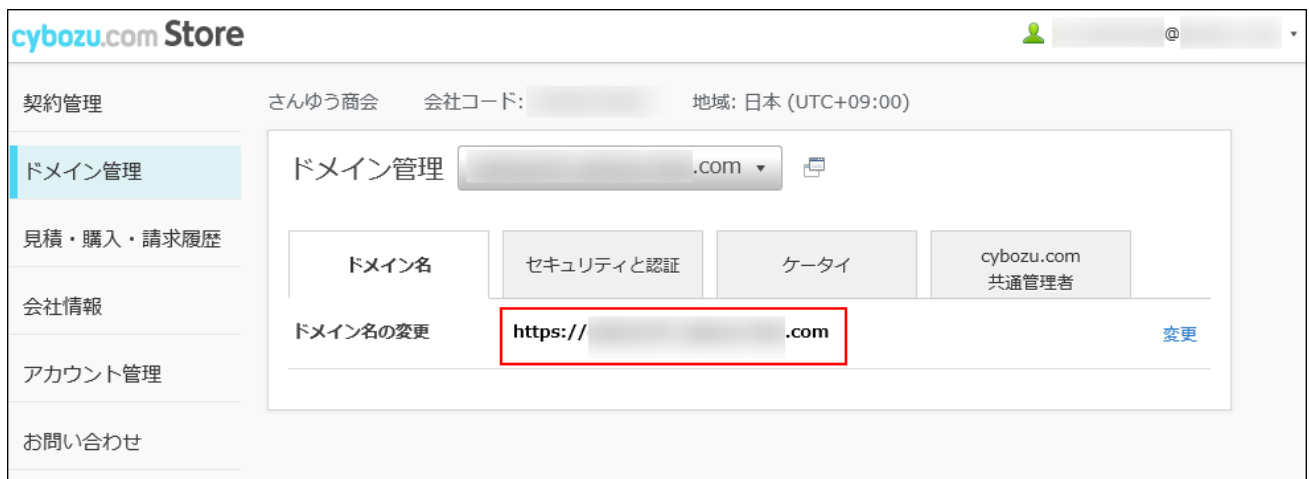 cybozu.com Store
@
契約管理
ドメイン管理
見積・購入・請求履歴
会社情報
アカウント管理
お問い合わせ
さんゆう商会 会社コード: 地域: 日本 (UTC+09:00)
ドメイン管理 .com
ドメイン名 セキュリティと認証 ケータイ cybozu.com
共通管理者
ドメイン名の変更 https:// .com 変更